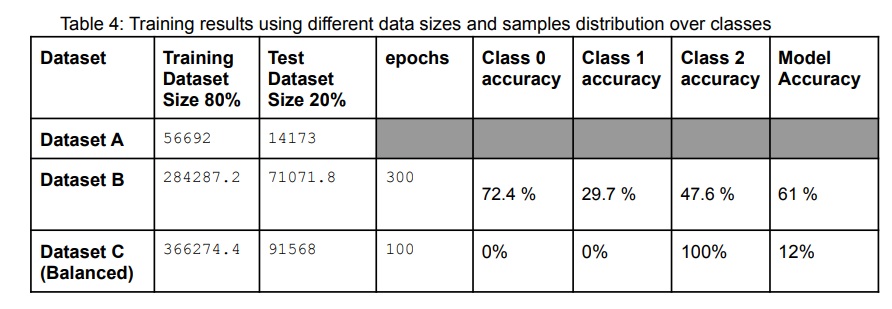 Table 4: Training results using different data sizes and samples distribution over classes
Dataset Training Dataset Size 80% Test Dataset Size 20% epochs Class 0 accuracy Class 1 accuracy Class 2 accuracy Model Accuracy
Dataset A 56692 14173
Dataset B 284287.2 71071.8 300 72.4 % 29.7 % 47.6 % 61 %
Dataset C (Balanced) 366274.4 91568 100 0% 0% 100% 12%